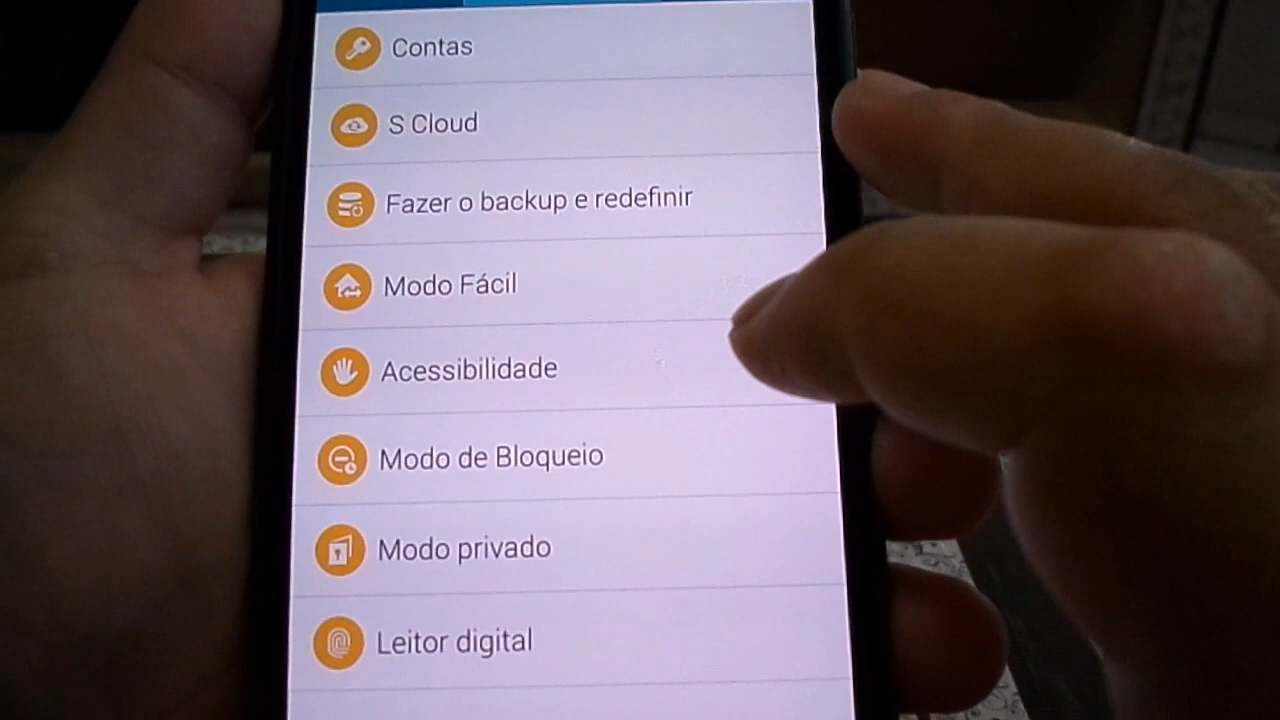 Contas
S Cloud
Fazer o backup e redefinir
Modo Fácil
Acessibilidade
Modo de Bloqueio
Modo privado
Leitor digital